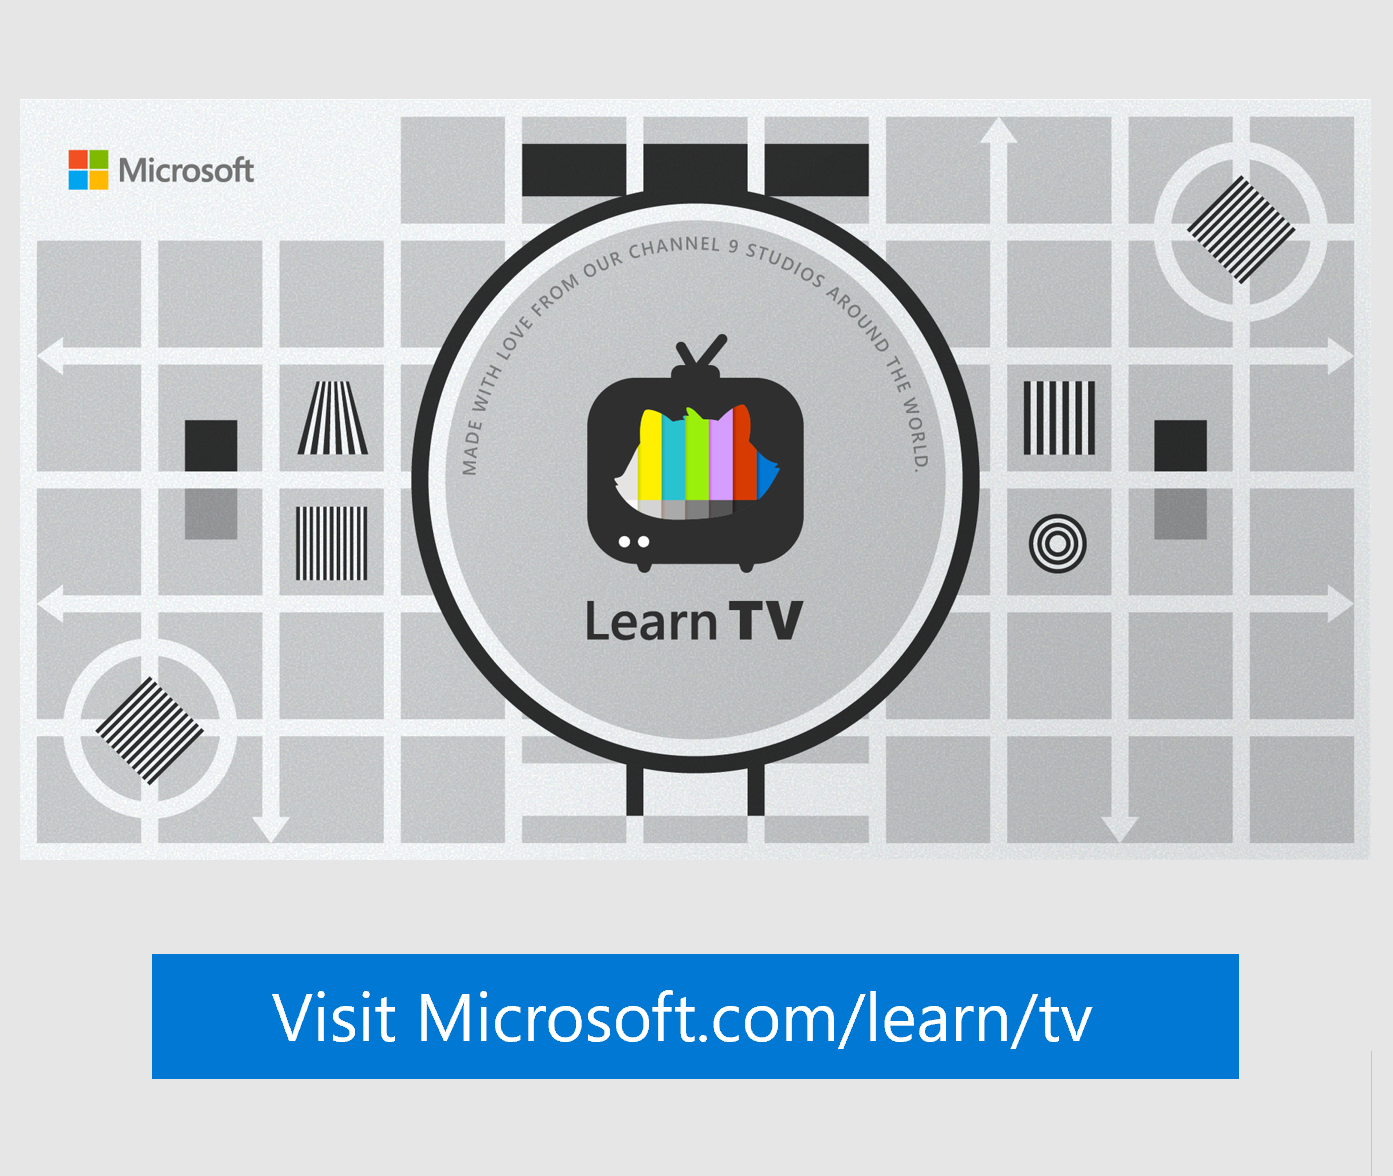 Microsoft
MADE WITH LOVE FROM OUR CHANNEL 9 STUDIOS AROUND THE WORLD.
Learn TV
Visit Microsoft.com/learn/tv